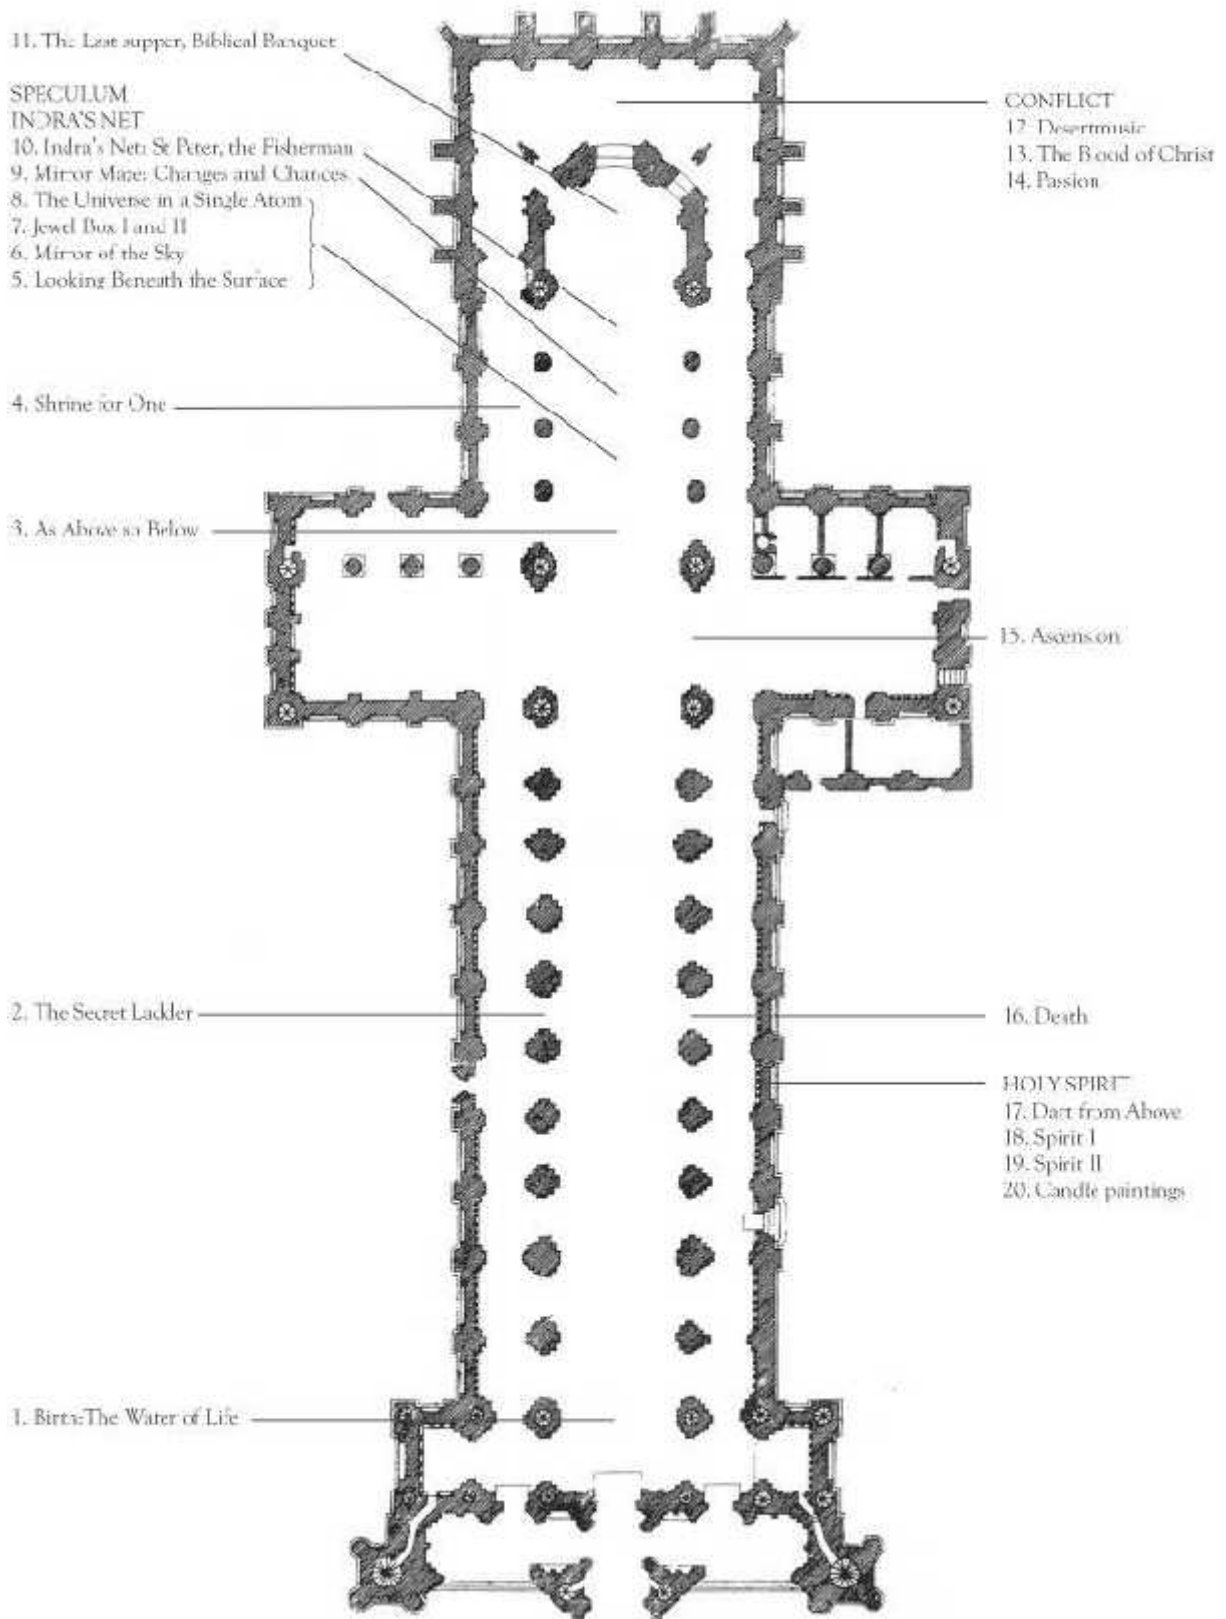 11. The Last supper, Biblical Banquet
SPECULUM
INDRA'S NET
10. Indra's Net: St Peter, the Fisherman
9. Mirror Maze: Changes and Chances
8. The Universe in a Single Atom
7. Jewel Box I and II
6. Mirror of the Sky
5. Looking Beneath the Surface
4. Shrine for One
3. As Above so Below
2. The Secret Ladder
1. Birth:The Water of Life
CONFLICT
12. Desertmusic
13. The Blood of Christ
14. Passion
15. Ascension
16. Death
HOLY SPIRIT
17. Dart from Above
18. Spirit I
19. Spirit II
20. Candle paintings